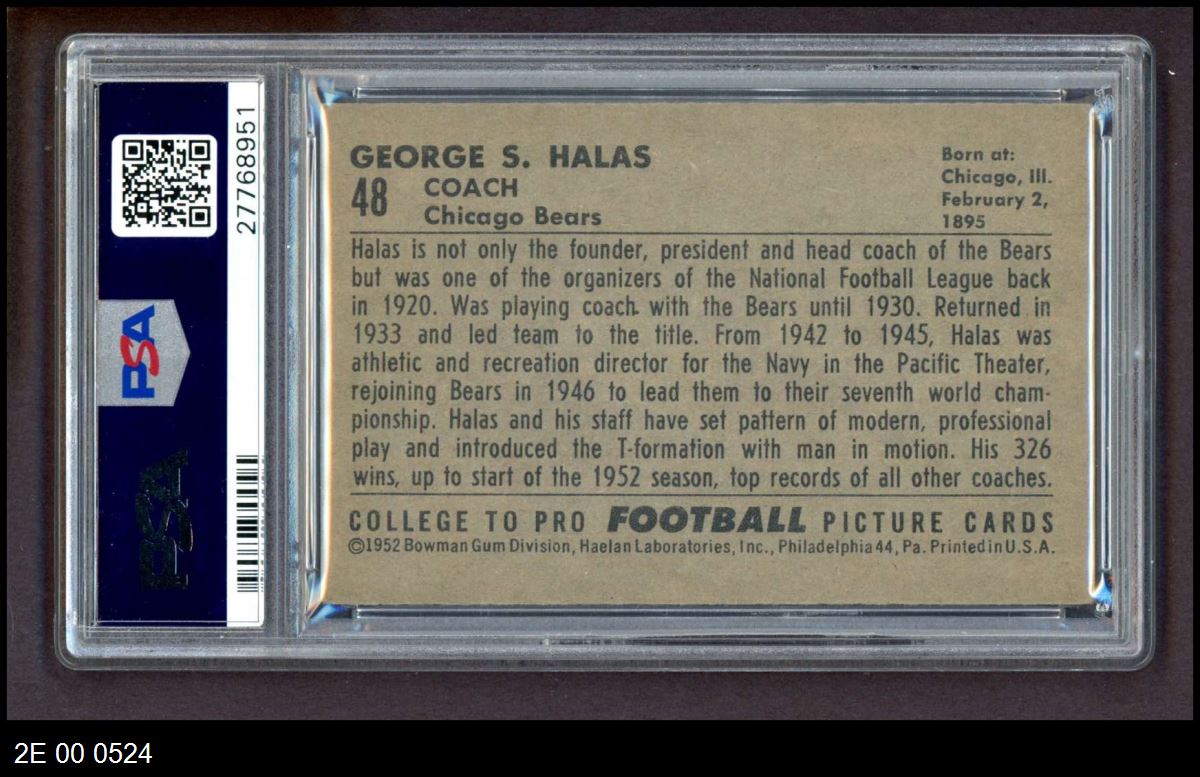 27768951
PSA
PSA
GEORGE S. HALAS
48 COACH
Chicago Bears
Born at:
Chicago, Ill.
February 2,
1895
Halas is not only the founder, president and head coach of the Bears
but was one of the organizers of the National Football League back
in 1920. Was playing coach with the Bears until 1930. Returned in
1933 and led team to the title. From 1942 to 1945, Halas was
athletic and recreation director for the Navy in the Pacific Theater,
rejoining Bears in 1946 to lead them to their seventh world cham-
pionship. Halas and his staff have set pattern of modern, professional
play and introduced the T-formation with man in motion. His 326
wins, up to start of the 1952 season, top records of all other coaches.
COLLEGE TO PRO FOOTBALL PICTURE CARDS
©1952 Bowman Gum Division, Haelan Laboratories, Inc., Philadelphia 44, Pa. Printed in U.S.A.
2E 00 0524